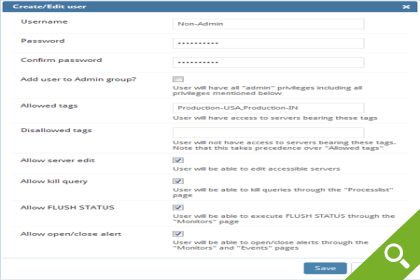 Create/Edit user
Username
Non-Admin
Password
••••••••••
Confirm password
••••••••••
Add user to Admin group?
User will have all "admin" privileges including all
privileges mentioned below
Allowed tags
Production-USA,Production-IN
User will have access to servers bearing these tags
Disallowed tags
User will not have access to servers bearing these tags.
Note that this takes precedence over "Allowed tags"
Allow server edit
User will be able to edit accessible servers
Allow kill query
User will be able to kill queries through the "Processlist"
page
Allow FLUSH STATUS
User will be able to execute FLUSH STATUS through the
"Monitors" page
Allow open/close alert
User will be able to open/close alerts through the
"Monitors" and "Events" pages
Save